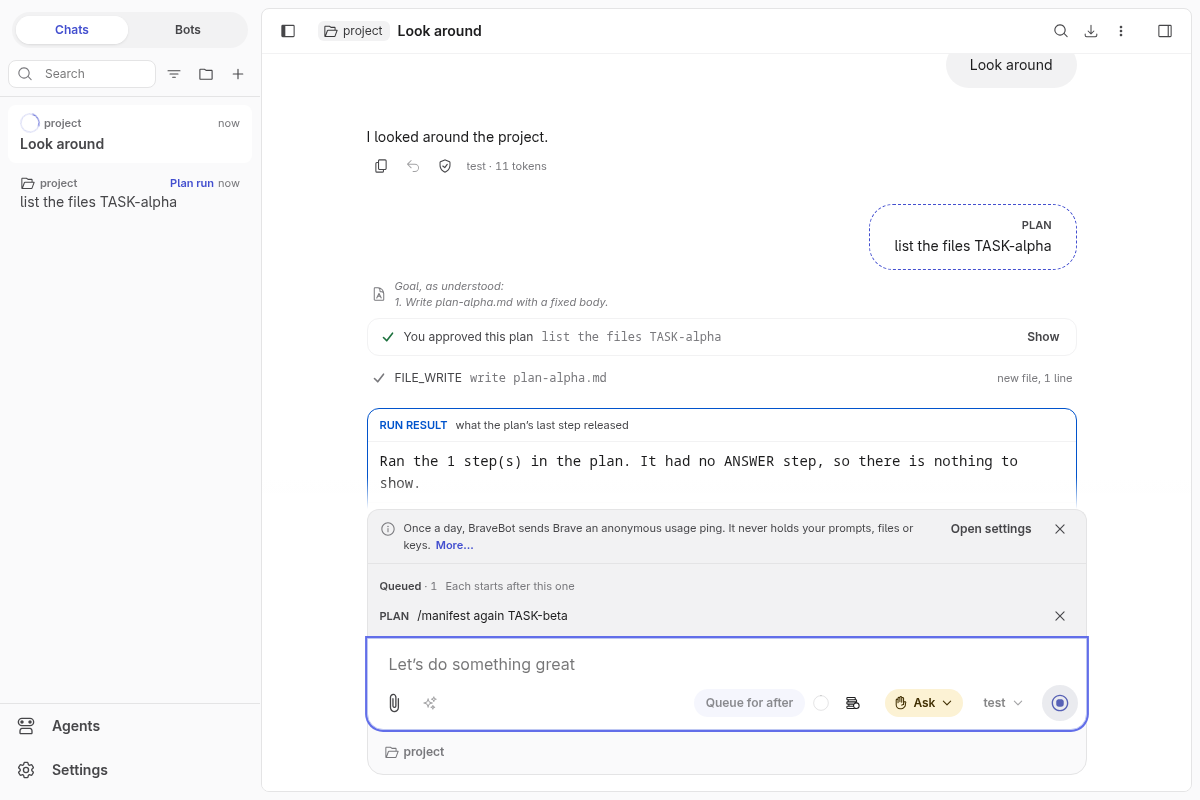 Chats
Bots
Search
project
now
Look around
project
Plan run now
list the files TASK-alpha
Agents
Settings
project
Look around
Look around
I looked around the project.
test · 11 tokens
PLAN
list the files TASK-alpha
Goal, as understood:
1. Write plan-alpha.md with a fixed body.
You approved this plan list the files TASK-alpha
Show
FILE_WRITE write plan-alpha.md
new file, 1 line
RUN RESULT what the plan’s last step released
Ran the 1 step(s) in the plan. It had no ANSWER step, so there is nothing to
show.
Once a day, BraveBot sends Brave an anonymous usage ping. It never holds your prompts, files or
keys. More…
Open settings
Queued · 1 Each starts after this one
PLAN /manifest again TASK-beta
Let’s do something great
Queue for after
Ask
test
project